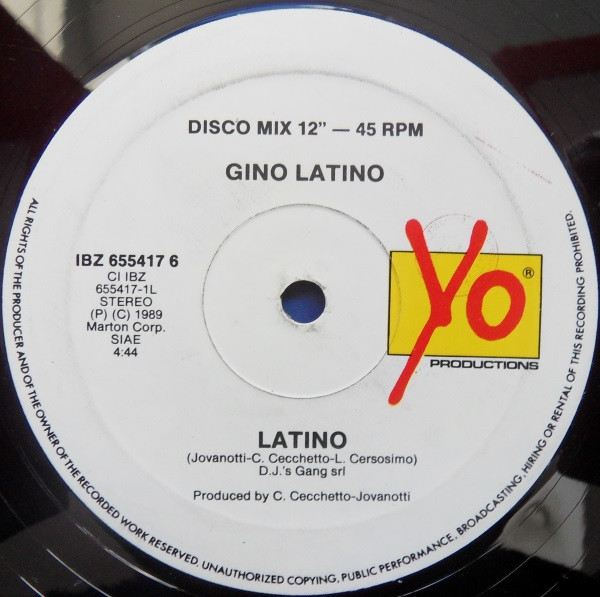 DISCO MIX 12” — 45 RPM
GINO LATINO
IBZ 655417 6
CI IBZ
655417-1L
STEREO
(P) (C) 1989
Marton Corp.
SIAE
4:44
Yo ®
PRODUCTIONS
LATINO
(Jovanotti-C. Cecchetto-L. Cersosimo)
D.J.'s Gang srl
Produced by C. Cecchetto-Jovanotti
ALL RIGHTS OF THE PRODUCER AND OF THE OWNER OF THE RECORDED WORK RESERVED. UNAUTHORIZED COPYING, PUBLIC PERFORMANCE, BROADCASTING, HIRING OR RENTAL OF THIS RECORDING PROHIBITED.